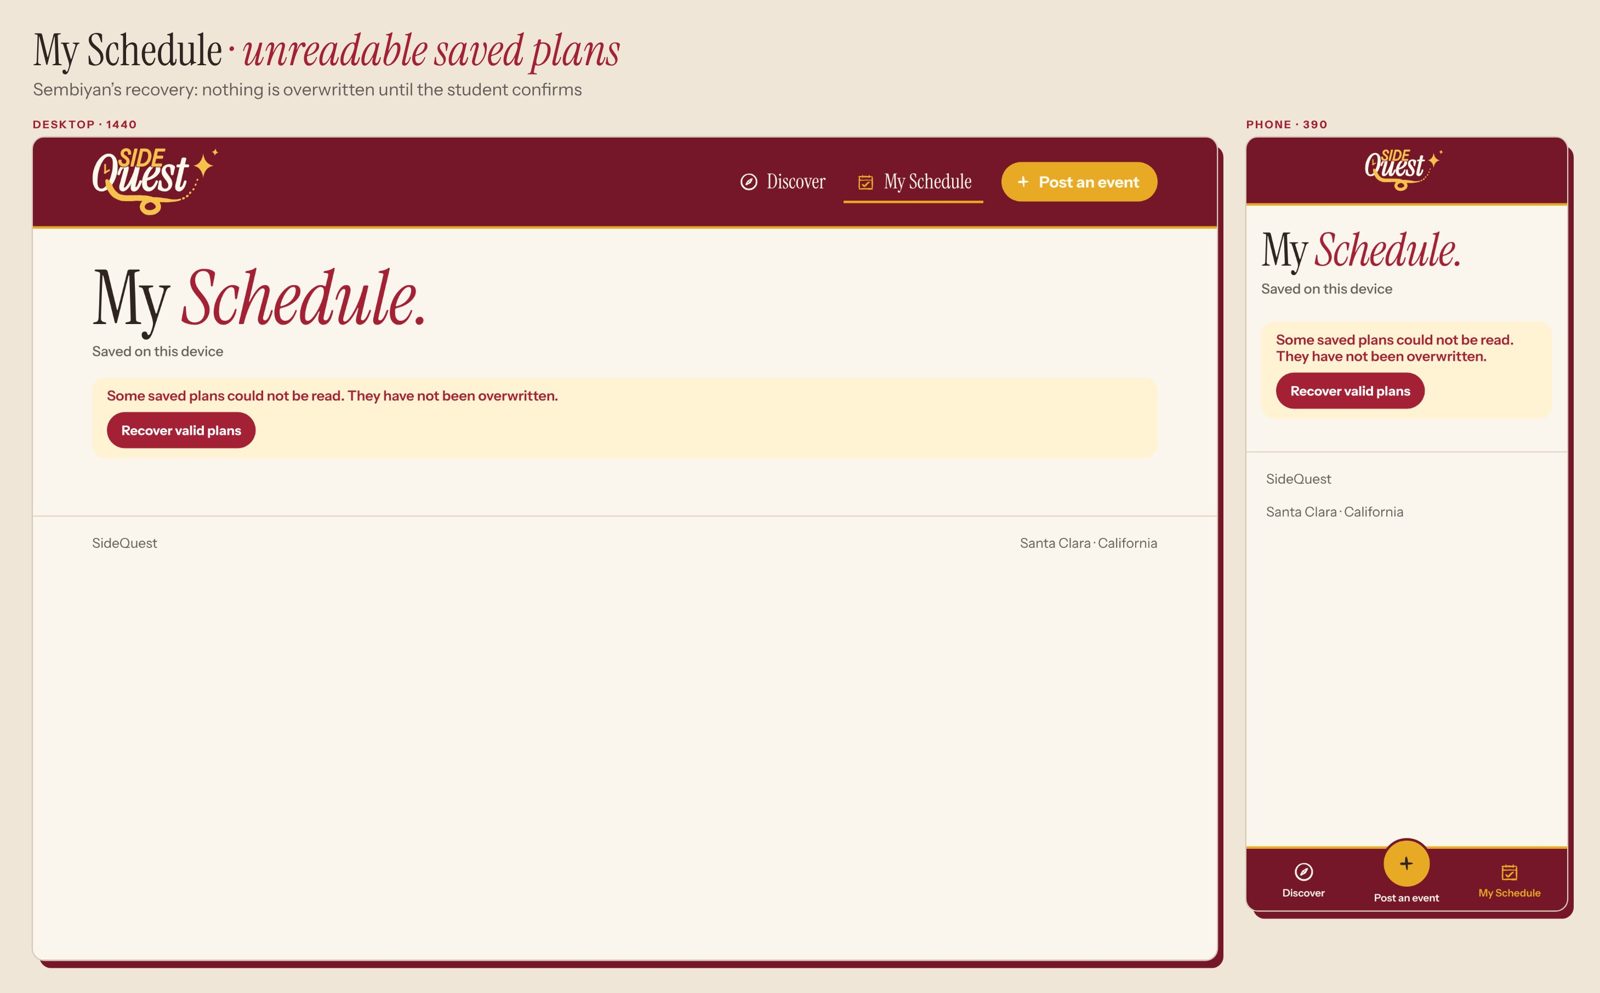 My Schedule · unreadable saved plans
Sembiyan's recovery: nothing is overwritten until the student confirms
DESKTOP · 1440
SIDE
Quest
Discover
My Schedule
+ Post an event
My Schedule.
Saved on this device
Some saved plans could not be read. They have not been overwritten.
Recover valid plans
SideQuest
Santa Clara · California
PHONE · 390
SIDE
Quest
My Schedule.
Saved on this device
Some saved plans could not be read.
They have not been overwritten.
Recover valid plans
SideQuest
Santa Clara · California
+
Discover
Post an event
My Schedule